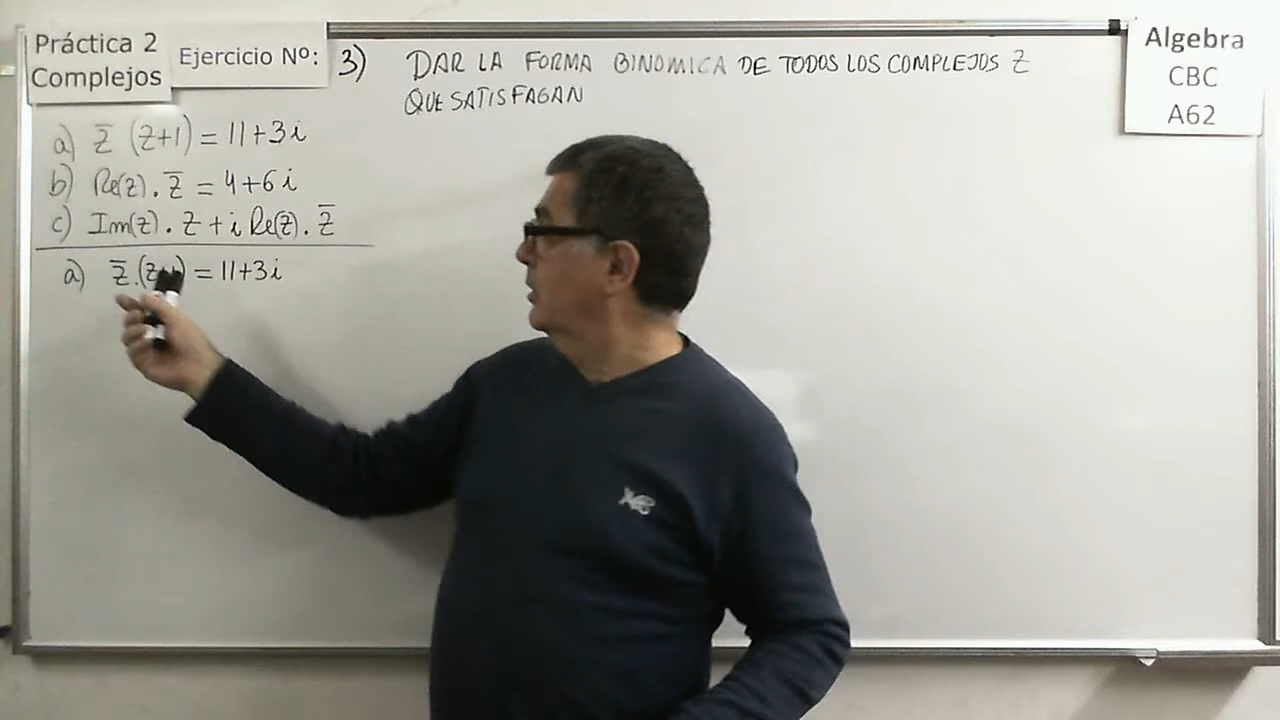 Práctica 2
Complejos
Ejercicio Nº: 3) DAR LA FORMA BINOMICA DE TODOS LOS COMPLEJOS Z
QUE SATISFAGAN
Algebra
CBC
A62
a) z̅ (z+1) = 11+3i
b) Re(z) . z̅ = 4+6i
c) Im(z) . z + i Re(z) . z̅
a) z̅ . (z+1) = 11+3i